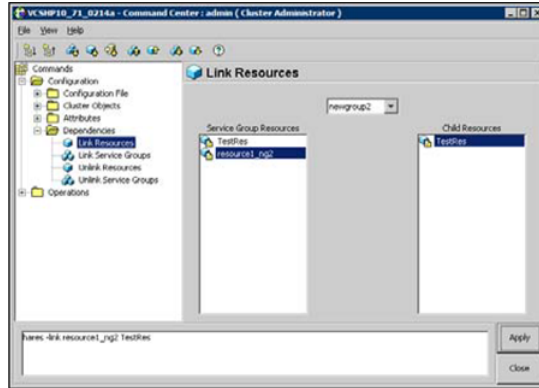 VCSHP10_71_0214a - Command Center : admin ( Cluster Administrator )
File View Help
Commands
Configuration
Configuration File
Cluster Objects
Attributes
Dependencies
Link Resources
Link Service Groups
Unlink Resources
Unlink Service Groups
Operations
Link Resources
newgroup2
Service Group Resources
TestRes
resource1_ng2
Child Resources
TestRes
hares -link resource1_ng2 TestRes
Apply
Close